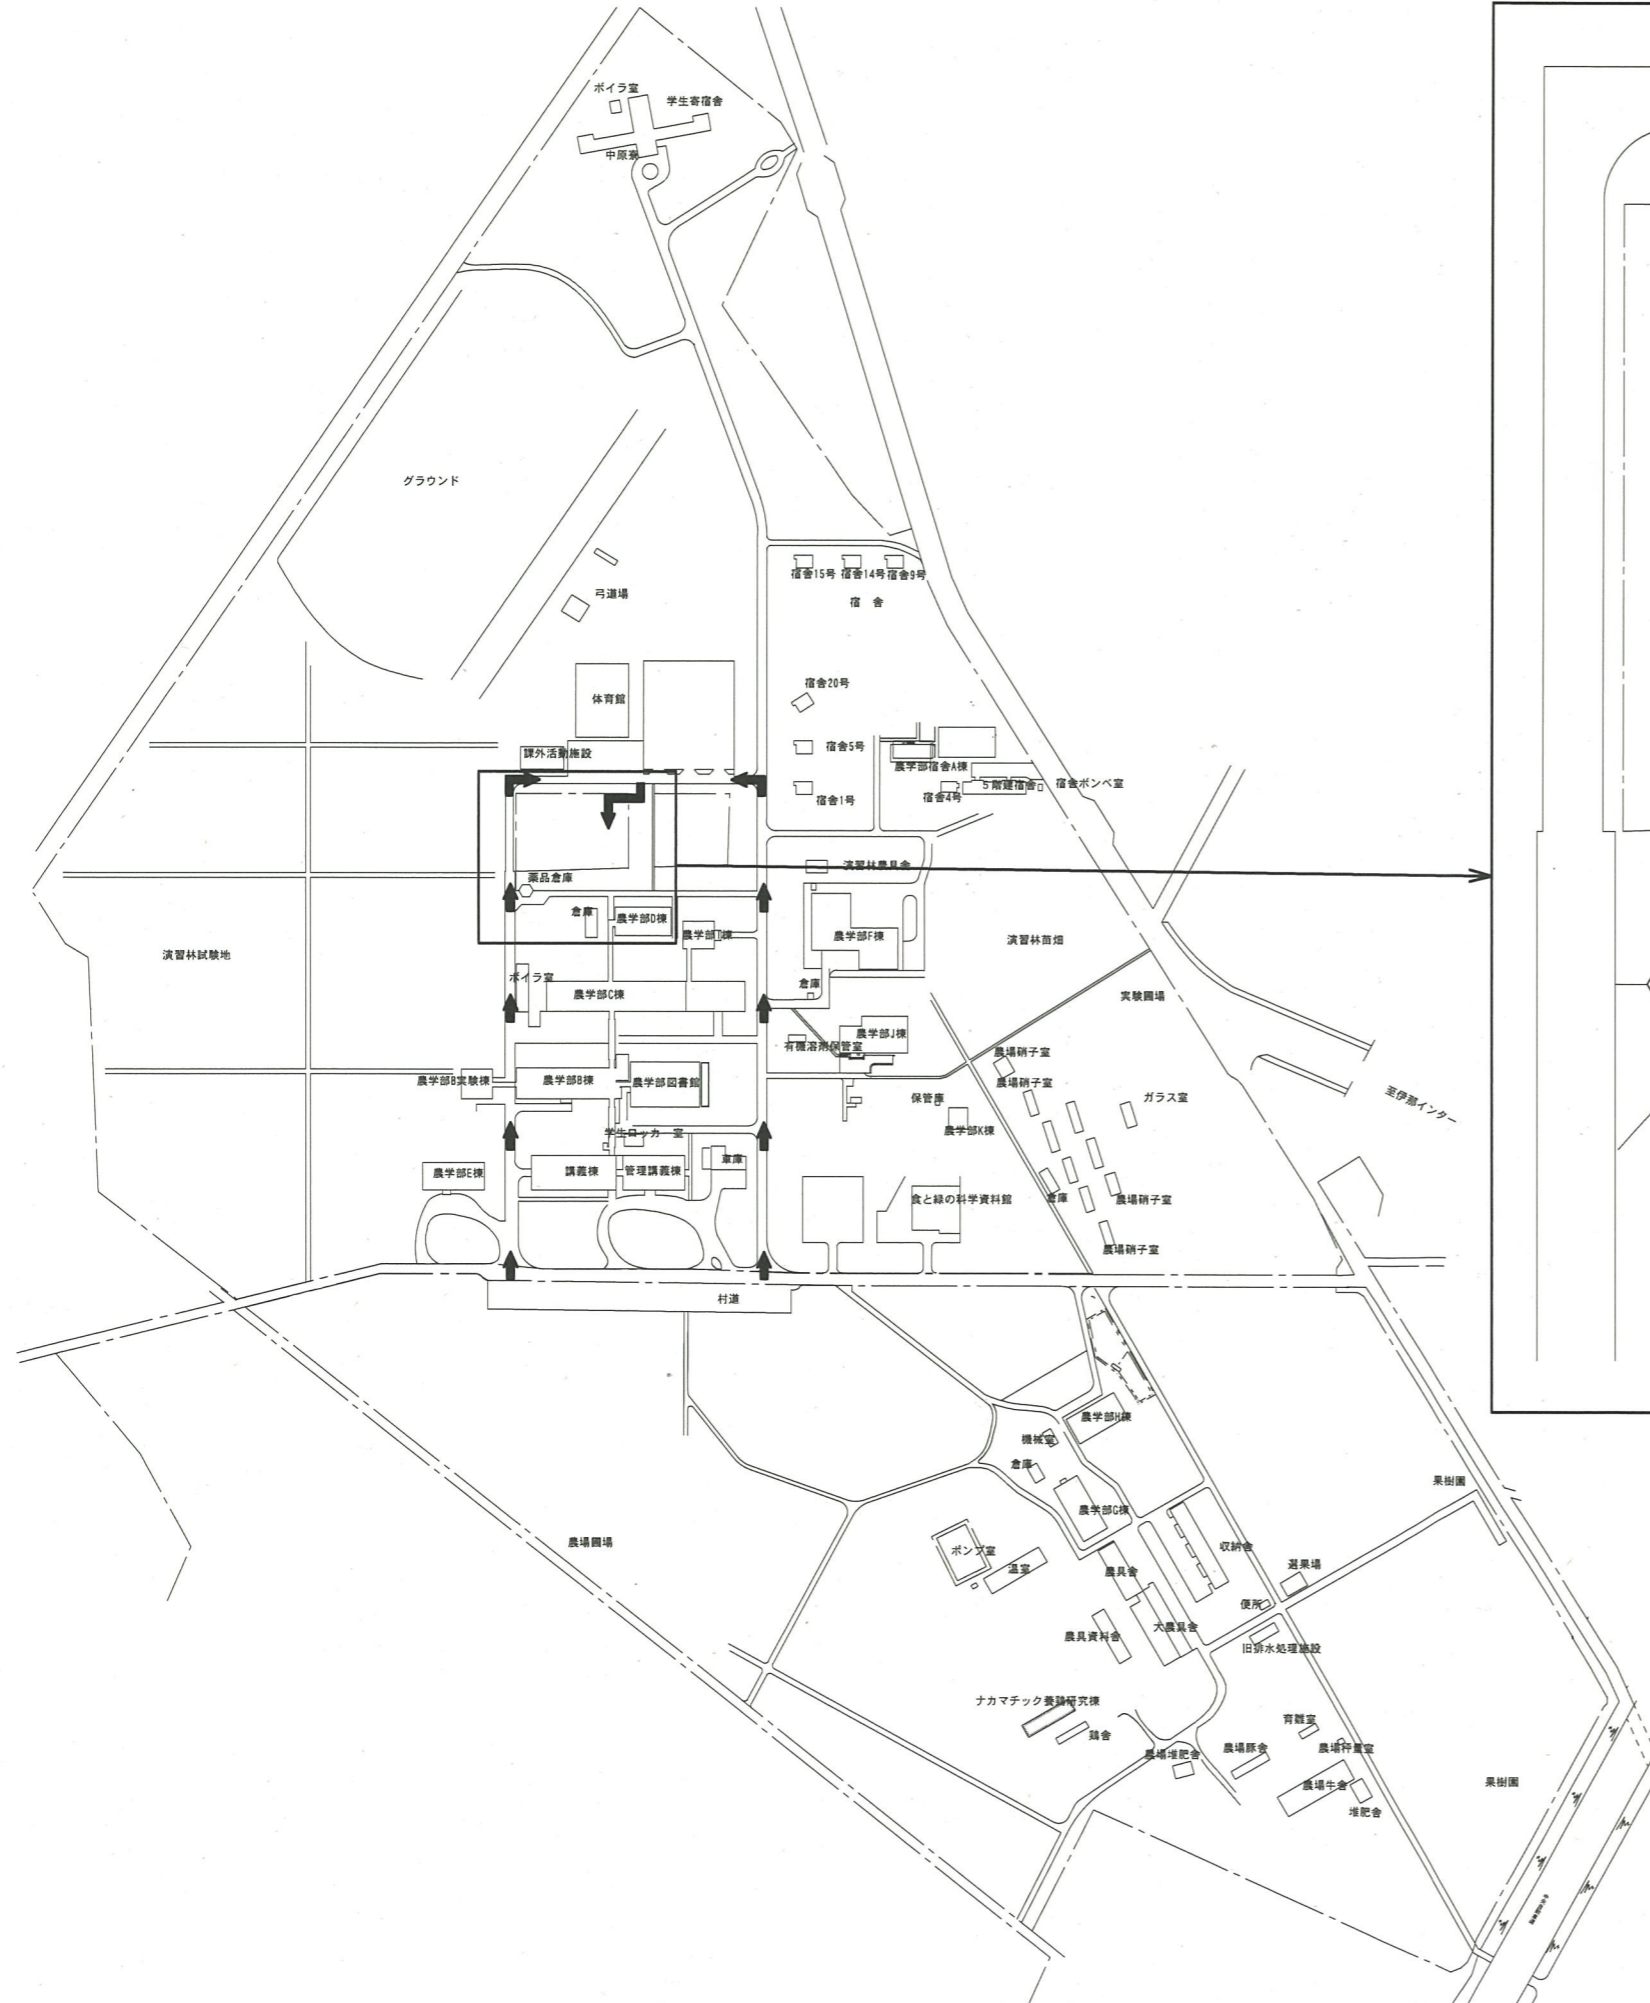 ボイラ室
学生寄宿舎
中原寮
グラウンド
弓道場
宿舎15号
宿舎14号
宿舎9号
宿 舎
体育館
宿舎20号
課外活動施設
宿舎5号
農学部宿舎A棟
5階建宿舎
宿舎ボンベ室
宿舎4号
宿舎1号
演習林農具舎
薬品倉庫
倉庫
農学部D棟
農学部F棟
演習林試験地
演習林苗畑
ボイラ室
農学部C棟
倉庫
実験圃場
農学部J棟
有機溶剤保管室
農場硝子室
農学部B実験棟
農学部B棟
農学部図書館
農場硝子室
保管庫
ガラス室
至伊那インター
農学部K棟
学生ロッカー室
車庫
農学部E棟
講義棟
管理講義棟
食と緑の科学資料館
倉庫
農場硝子室
農場硝子室
村道
農学部H棟
機械室
倉庫
果樹園
農学部G棟
農場圃場
ポンプ室
温室
収納舎
農具舎
選果場
便所
農具資料舎
大農具舎
旧排水処理施設
ナカマチック養鶏研究棟
鶏舎
育雛室
農場堆肥舎
農場豚舎
農場秤量室
農場牛舎
果樹園
堆肥舎